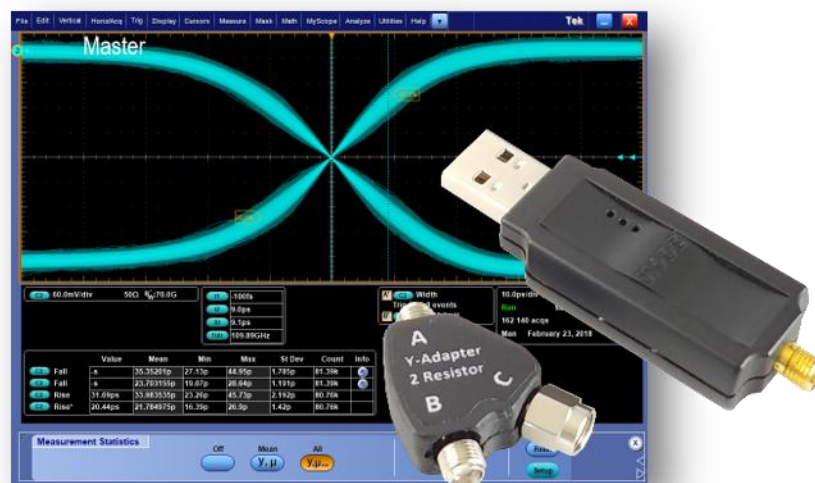 File Edit Vertical Horiz/Acq Trig Display Cursors Measure Mask Math MyScope Analyze Utilities Help
Tek
Master
60.0mV/div 50Ω
-100fs
9.0ps
9.1ps
109.89GHz
Width
10.0ps/div
Run
162 140 acqs
Man February 23, 2018
Value Mean Min Max St Dev Count Info
Fall -s 35.35201p 27.13p 44.95p 1.785p 81.39k
Fall -s 23.703155p 19.07p 28.64p 1.191p 81.39k
Rise 31.69ps 33.983535p 23.26p 45.73p 2.192p 80.76k
Rise* 20.44ps 21.784975p 16.39p 26.9p 1.42p 80.76k
A
Y-Adapter
2 Resistor
B
C
Measurement Statistics
Off
Mean
All
Setup